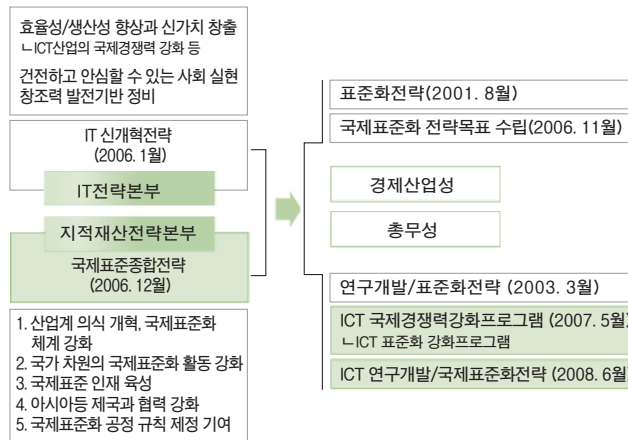 효율성/생산성 향상과 신가치 창출
ㄴICT산업의 국제경쟁력 강화 등
건전하고 안심할 수 있는 사회 실현
창조력 발전기반 정비
IT 신개혁전략
(2006. 1월)
IT전략본부
지적재산전략본부
국제표준종합전략
(2006. 12월)
1. 산업계 의식 개혁, 국제표준화
체계 강화
2. 국가 차원의 국제표준화 활동 강화
3. 국제표준 인재 육성
4. 아시아등 제국과 협력 강화
5. 국제표준화 공정 규칙 제정 기여
표준화전략(2001. 8월)
국제표준화 전략목표 수립(2006. 11월)
경제산업성
총무성
연구개발/표준화전략 (2003. 3월)
ICT 국제경쟁력강화프로그램 (2007. 5월)
ㄴICT 표준화 강화프로그램
ICT 연구개발/국제표준화전략 (2008. 6월)